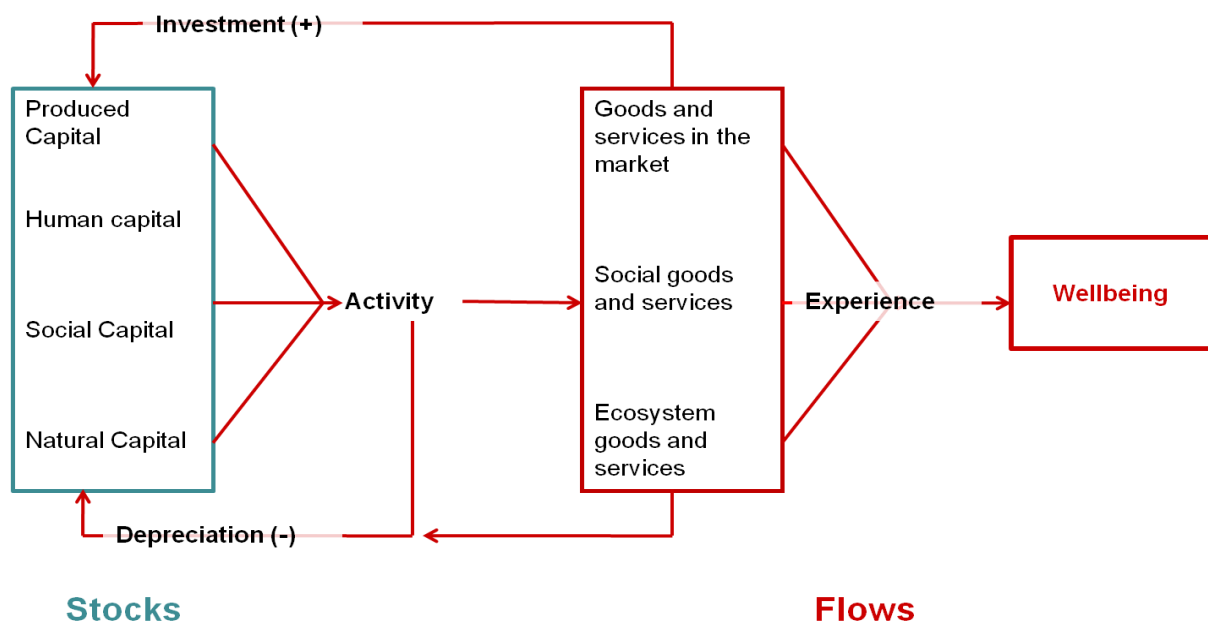 Investment (+)
Produced
Capital
Human capital
Social Capital
Natural Capital
Activity
Goods and
services in the
market
Social goods
and services
Ecosystem
goods and
services
Experience
Wellbeing
Depreciation (-)
Stocks
Flows